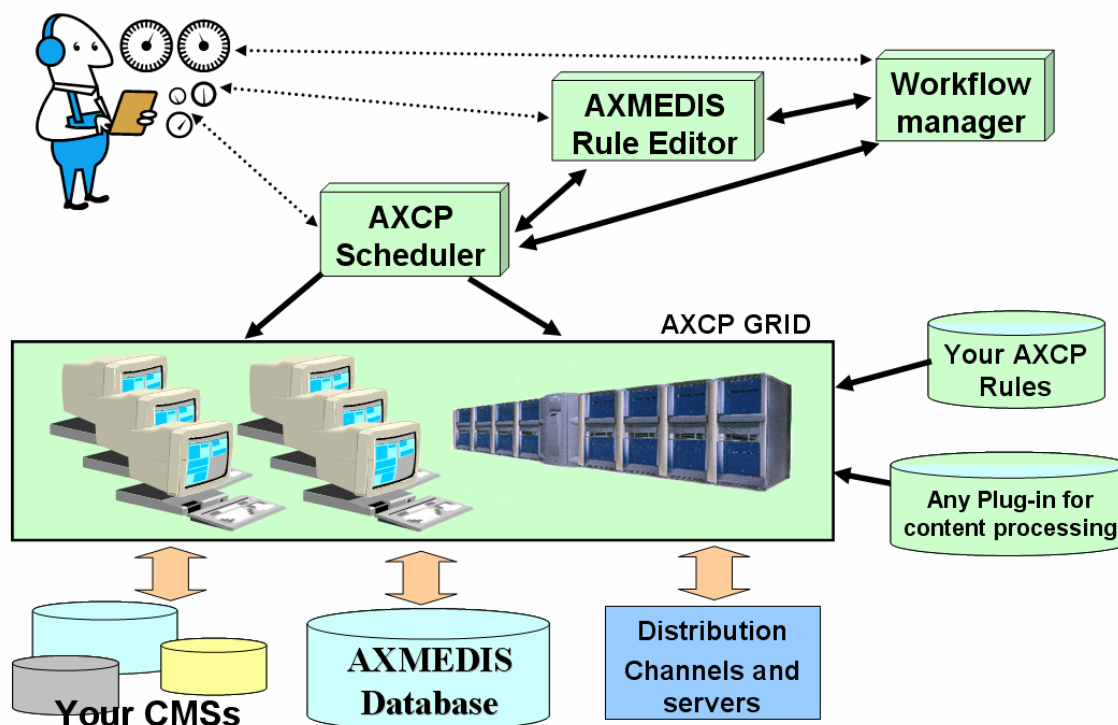 Workflow
manager
AXMEDIS
Rule Editor
AXCP
Scheduler
AXCP GRID
Your AXCP
Rules
Any Plug-in for
content processing
Your CMSs
AXMEDIS
Database
Distribution
Channels and
servers